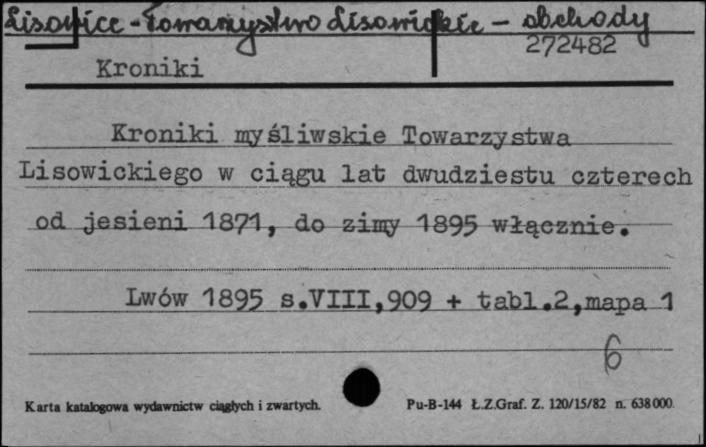 Lisowice - Towarzystwo Lisowickie - obchody
272482
Kroniki
Kroniki myśliwskie Towarzystwa
Lisowickiego w ciągu lat dwudziestu czterech
od jesieni 1871, do zimy 1895 włącznie.
Lwów 1895 s.VIII,909 + tabl.2,mapa 1
6
Karta katalogowa wydawnictw ciągłych i zwartych. Pu-B-144 Ł.Z.Graf. Z. 120/15/82 n. 638000.